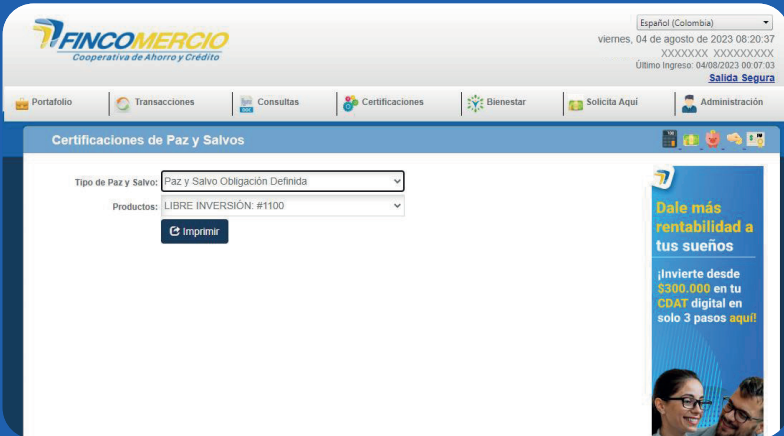 FINCOMERCIO
Cooperativa de Ahorro y Crédito
Español (Colombia)
viernes, 04 de agosto de 2023 08:20:37
XXXXXXX XXXXXXXXX
Último Ingreso: 04/08/2023 00:07:03
Salida Segura
Portafolio Transacciones Consultas Certificaciones Bienestar Solicita Aquí Administración
Certificaciones de Paz y Salvos
Tipo de Paz y Salvo: Paz y Salvo Obligación Definida
Productos: LIBRE INVERSIÓN: #1100
Imprimir
Dale más
rentabilidad a
tus sueños
¡Invierte desde
$300.000 en tu
CDAT digital en
solo 3 pasos aquí!